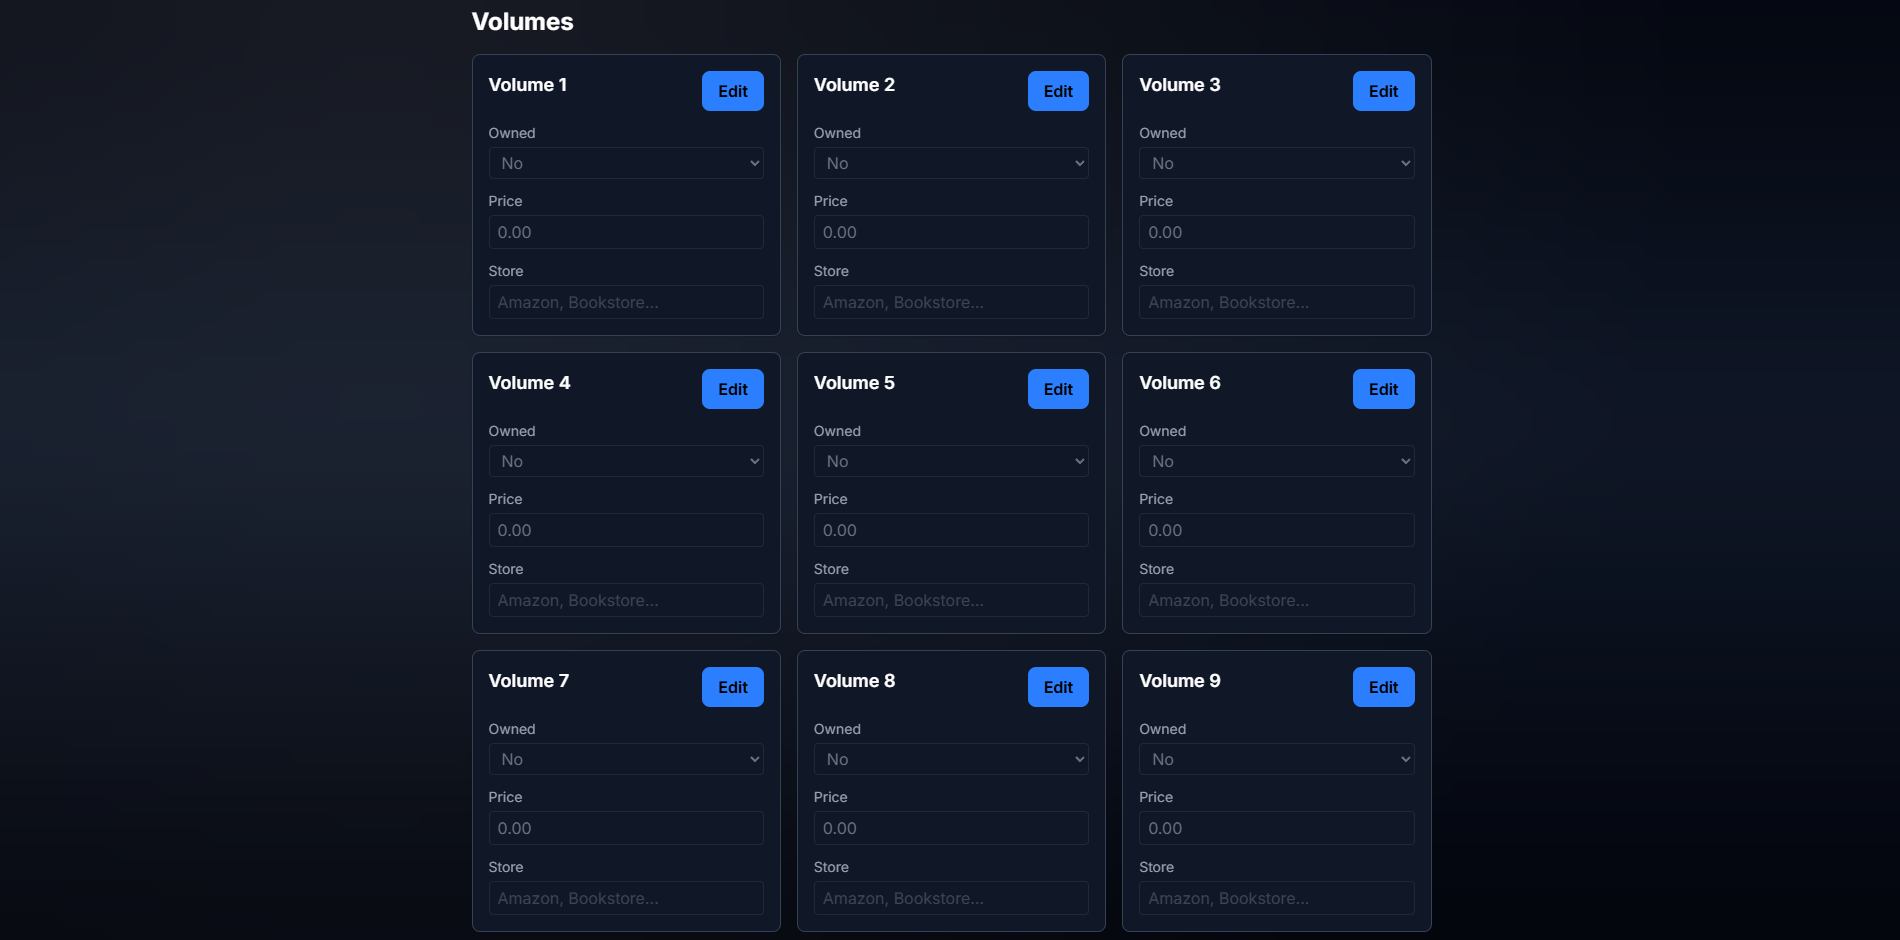 Volumes
Volume 1 Edit
Owned
No
Price
0.00
Store
Amazon, Bookstore...
Volume 2 Edit
Owned
No
Price
0.00
Store
Amazon, Bookstore...
Volume 3 Edit
Owned
No
Price
0.00
Store
Amazon, Bookstore...
Volume 4 Edit
Owned
No
Price
0.00
Store
Amazon, Bookstore...
Volume 5 Edit
Owned
No
Price
0.00
Store
Amazon, Bookstore...
Volume 6 Edit
Owned
No
Price
0.00
Store
Amazon, Bookstore...
Volume 7 Edit
Owned
No
Price
0.00
Store
Amazon, Bookstore...
Volume 8 Edit
Owned
No
Price
0.00
Store
Amazon, Bookstore...
Volume 9 Edit
Owned
No
Price
0.00
Store
Amazon, Bookstore...